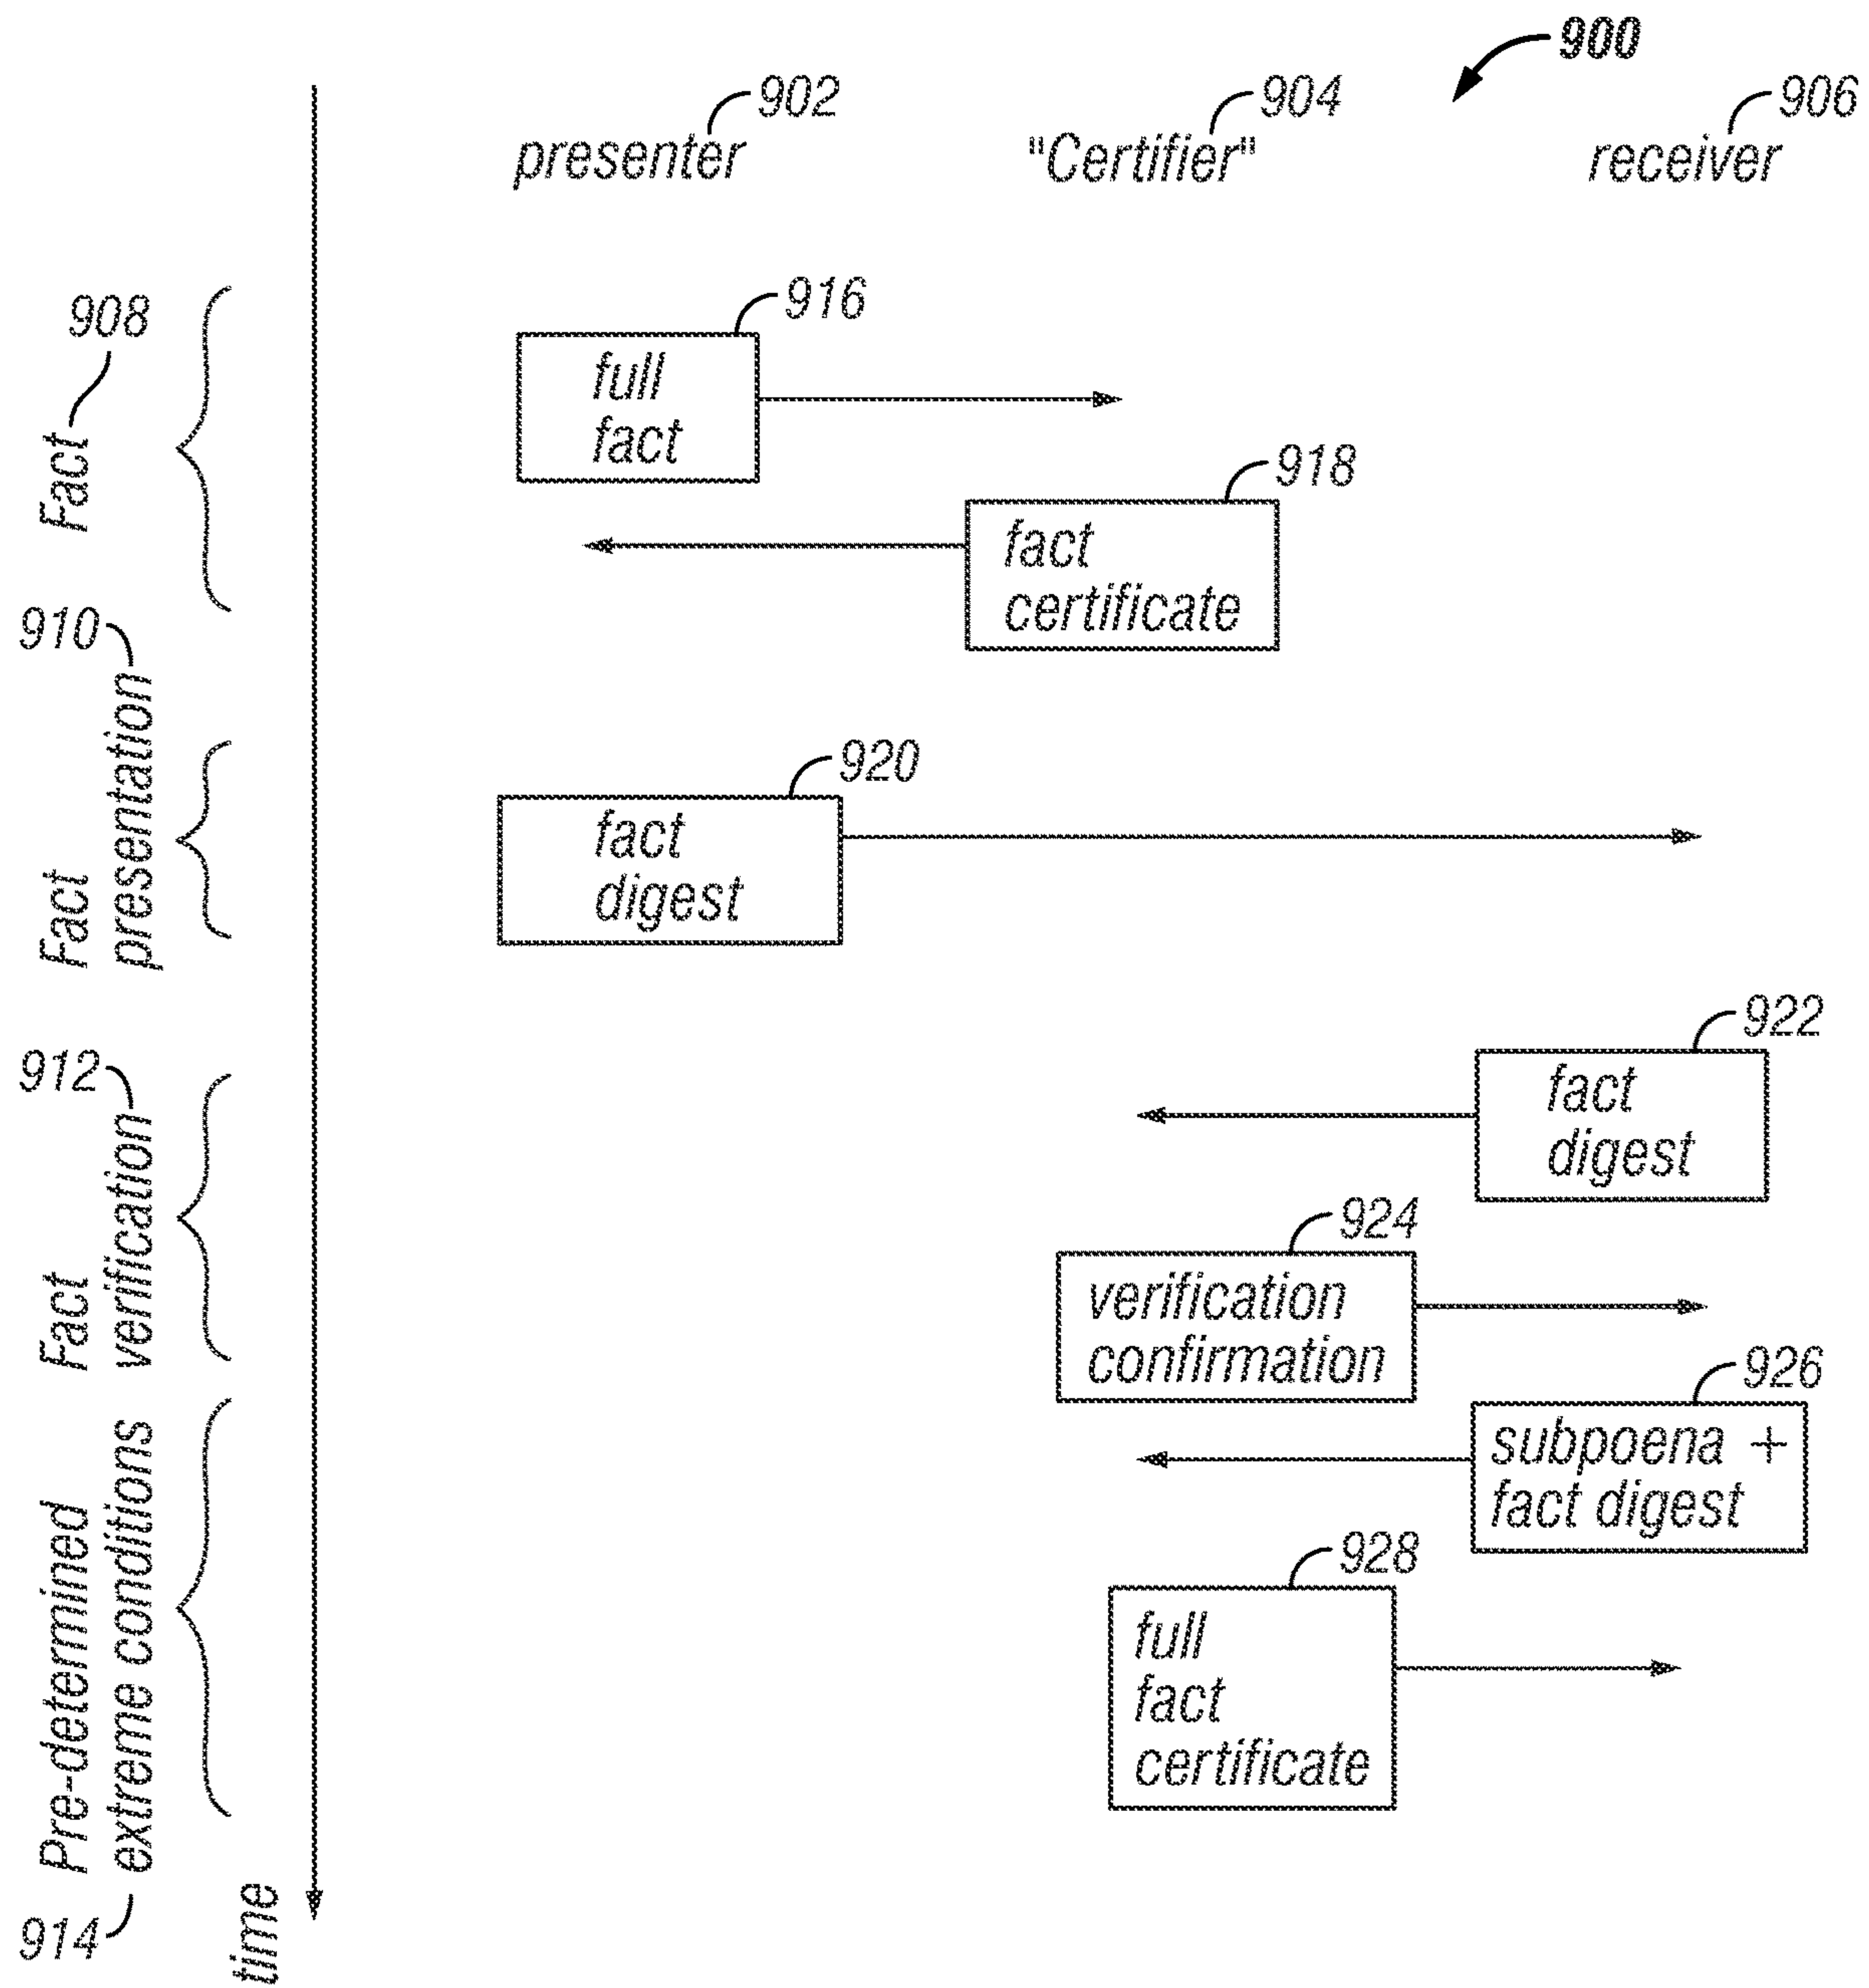 900
902
904
906
presenter
"Certifier"
receiver
908
Fact
916
full
fact
918
fact
certificate
910
Fact
presentation
920
fact
digest
912
Fact
verification
922
fact
digest
924
verification
confirmation
926
subpoena +
fact digest
914
Pre-determined
extreme conditions
928
full
fact
certificate
time